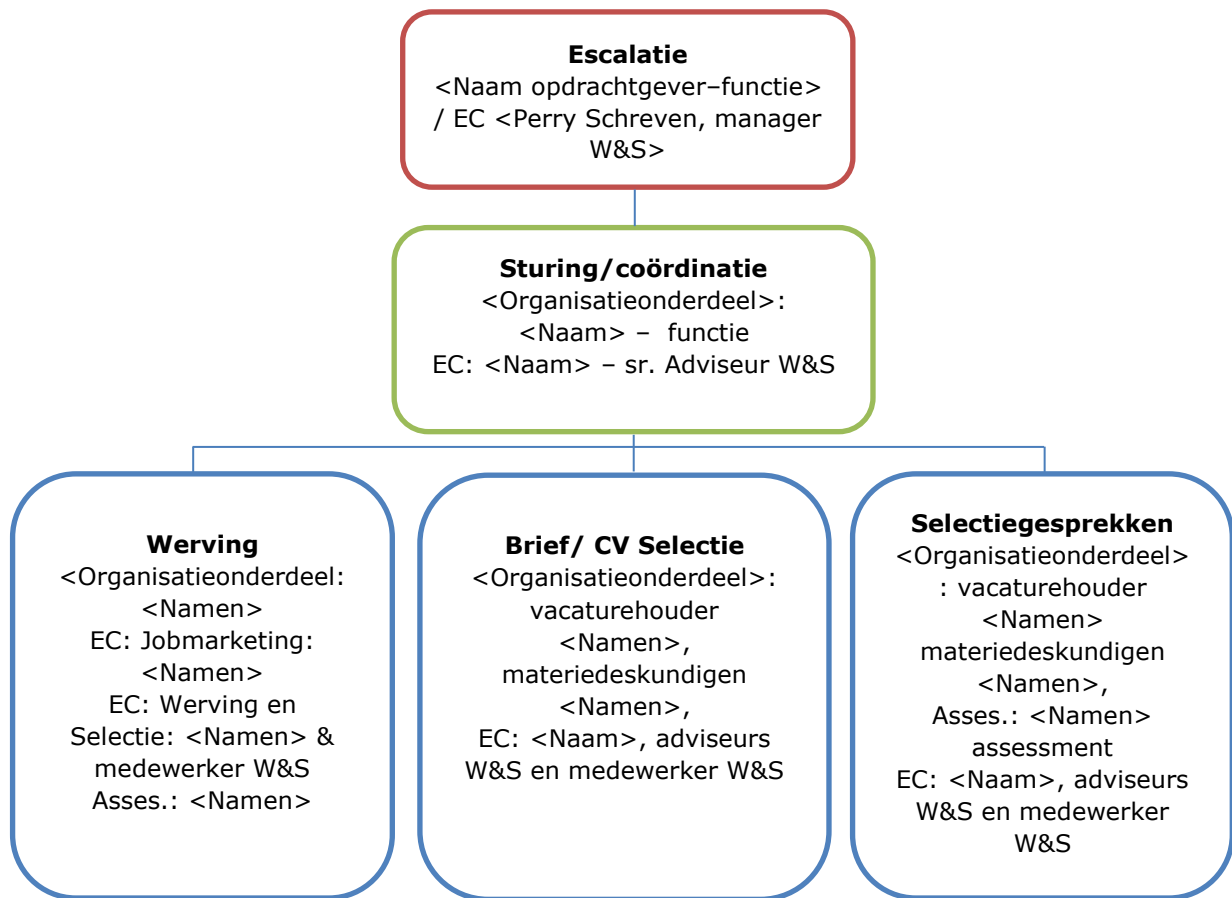 Escalatie
<Naam opdrachtgever–functie>
/ EC <Perry Schreven, manager
W&S>
Sturing/coördinatie
<Organisatieonderdeel>:
<Naam> – functie
EC: <Naam> – sr. Adviseur W&S
Werving
<Organisatieonderdeel:
<Namen>
EC: Jobmarketing:
<Namen>
EC: Werving en
Selectie: <Namen> &
medewerker W&S
Asses.: <Namen>
Brief/ CV Selectie
<Organisatieonderdeel>:
vacaturehouder
<Namen>,
materiedeskundigen
<Namen>,
EC: <Naam>, adviseurs
W&S en medewerker W&S
Selectiegesprekken
<Organisatieonderdeel>
: vacaturehouder
<Namen>
materiedeskundigen
<Namen>,
Asses.: <Namen>
assessment
EC: <Naam>, adviseurs
W&S en medewerker
W&S